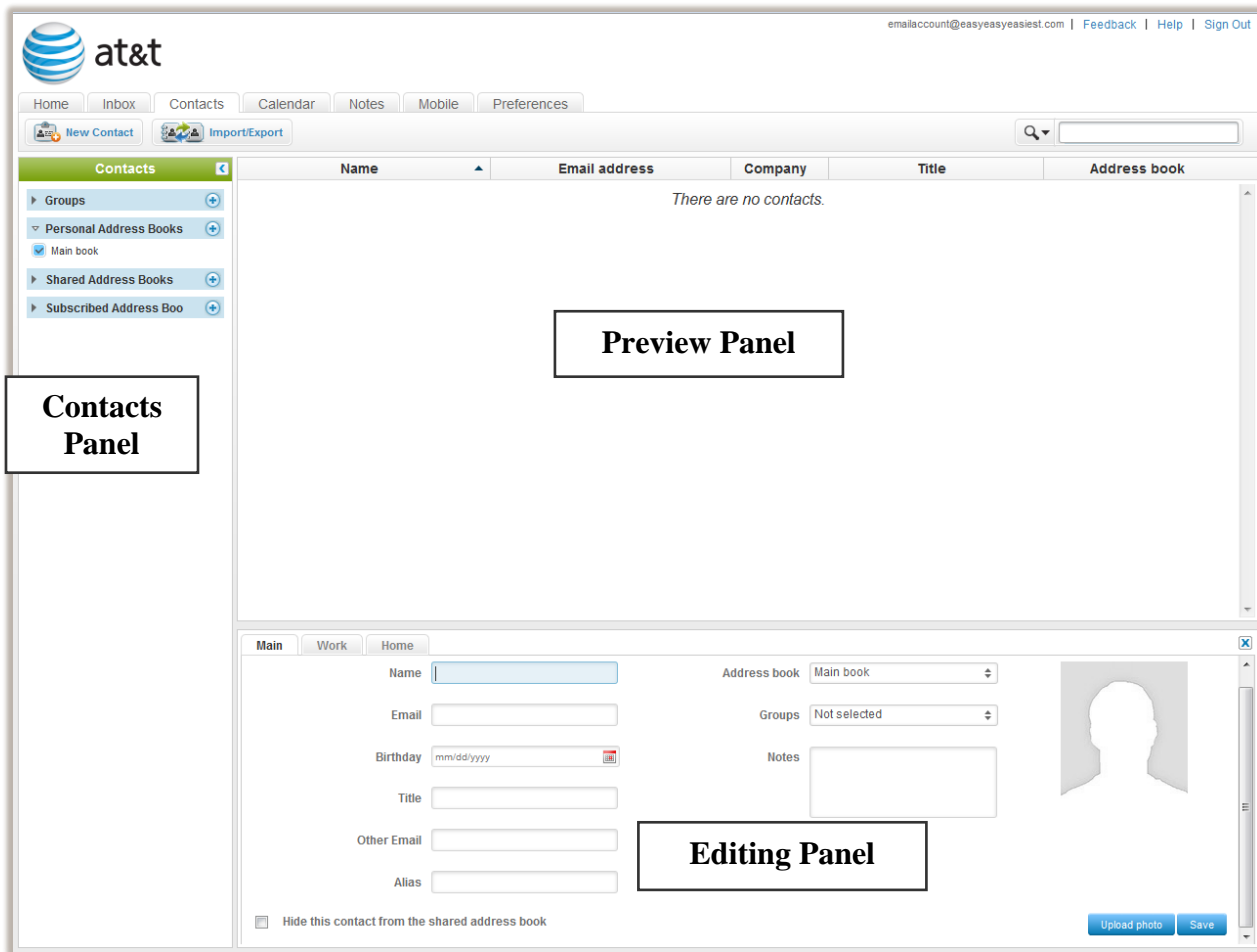 emailaccount@easyeasyeasiest.com | Feedback | Help | Sign Out
at&t
Home Inbox Contacts Calendar Notes Mobile Preferences
New Contact Import/Export
Contacts Name Email address Company Title Address book
Groups There are no contacts.
Personal Address Books
Main book
Shared Address Books
Subscribed Address Boo
Preview Panel
Contacts
Panel
Main Work Home
Name Address book Main book
Email Groups Not selected
Birthday mm/dd/yyyy Notes
Title
Other Email
Editing Panel
Alias
Hide this contact from the shared address book Upload photo Save